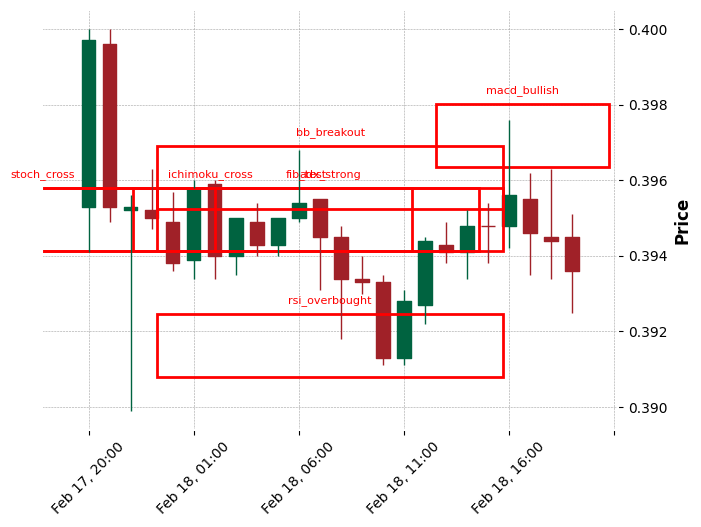 0.400
macd_bullish
0.398
bb_breakout
stoch_cross
ichimoku_cross
strong
0.396
Price
0.394
rsi_overbought
0.392
0.390
Feb 17, 20:00
Feb 18, 01:00
Feb 18, 06:00
Feb 18, 11:00
Feb 18, 16:00